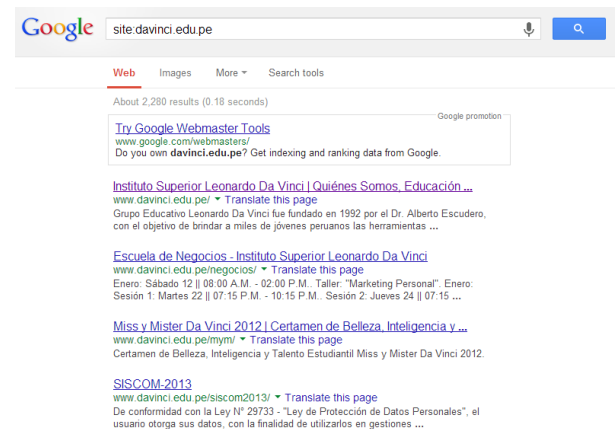 Google site:davinci.edu.pe
Web Images More Search tools
About 2,280 results (0.18 seconds)
Google promotion
Try Google Webmaster Tools
www.google.com/webmasters/
Do you own davinci.edu.pe? Get indexing and ranking data from Google.
Instituto Superior Leonardo Da Vinci | Quiénes Somos, Educación ...
www.davinci.edu.pe/ Translate this page
Grupo Educativo Leonardo Da Vinci fue fundado en 1992 por el Dr. Alberto Escudero,
con el objetivo de brindar a miles de jóvenes peruanos las herramientas ...
Escuela de Negocios - Instituto Superior Leonardo Da Vinci
www.davinci.edu.pe/negocios/ Translate this page
Enero: Sábado 12 || 08:00 A.M. - 02:00 P.M.. Taller: "Marketing Personal". Enero:
Sesión 1: Martes 22 || 07:15 P.M. - 10:15 P.M.. Sesión 2: Jueves 24 || 07:15 ...
Miss y Mister Da Vinci 2012 | Certamen de Belleza, Inteligencia y ...
www.davinci.edu.pe/mym/ Translate this page
Certamen de Belleza, Inteligencia y Talento Estudiantil Miss y Mister Da Vinci 2012.
SISCOM-2013
www.davinci.edu.pe/siscom2013/ Translate this page
De conformidad con la Ley N° 29733 - "Ley de Protección de Datos Personales", el
usuario otorga sus datos, con la finalidad de utilizarlos en gestiones ...